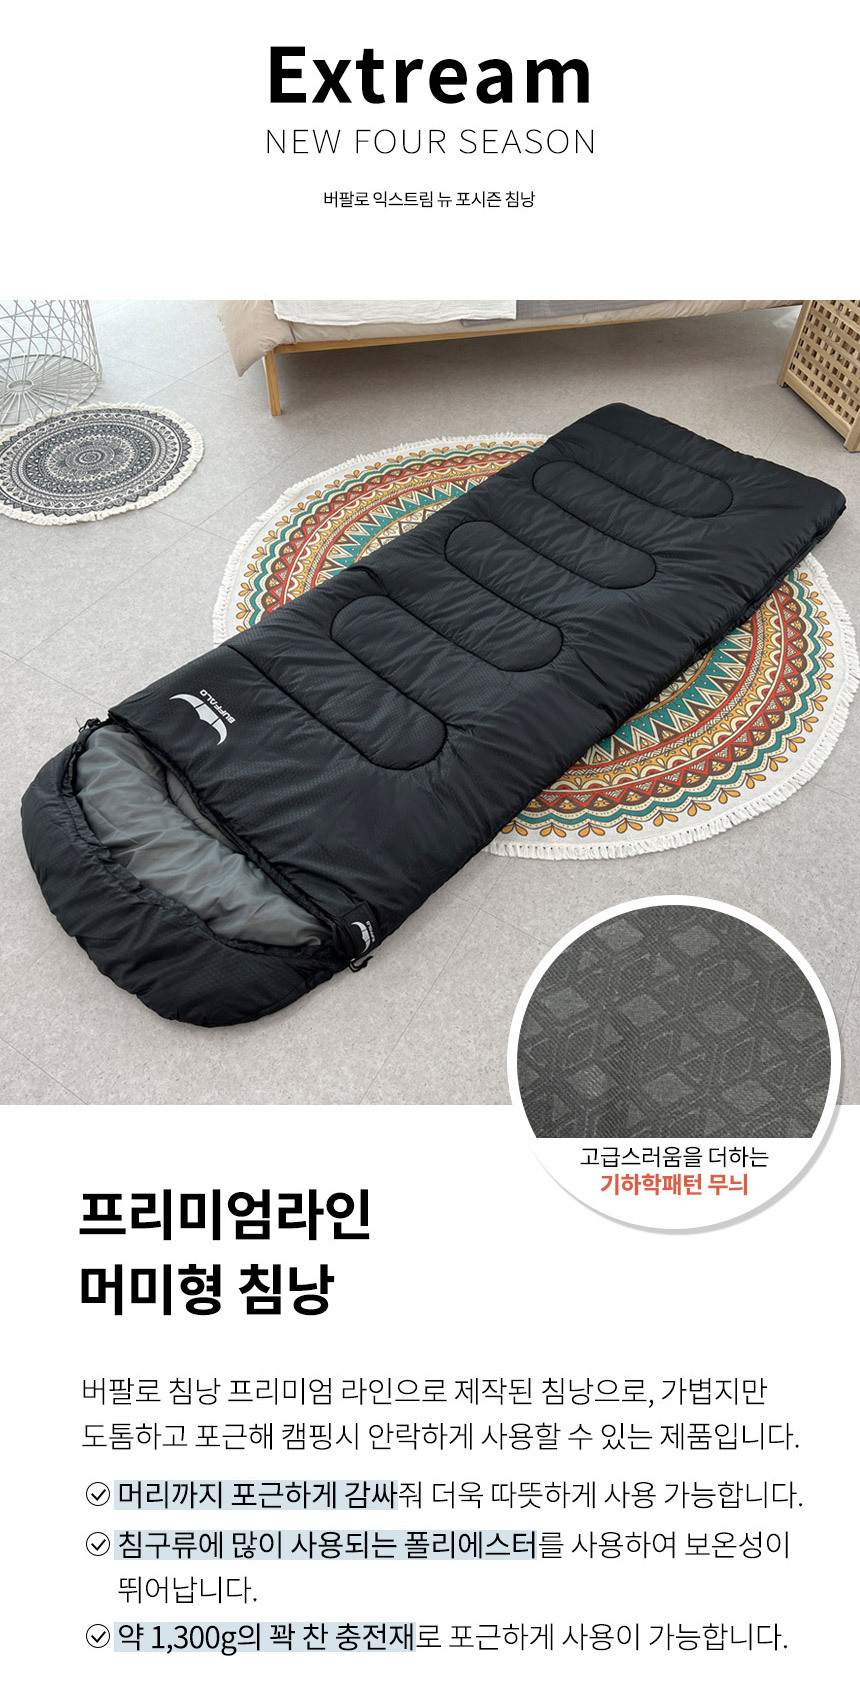 Extream
NEW FOUR SEASON
버팔로 익스트림 뉴 포시즌 침낭
BUFFALO
고급스러움을 더하는
기하학패턴 무늬
프리미엄라인
머미형 침낭
버팔로 침낭 프리미엄 라인으로 제작된 침낭으로, 가볍지만
도톰하고 포근해 캠핑시 안락하게 사용할 수 있는 제품입니다.
머리까지 포근하게 감싸줘 더욱 따뜻하게 사용 가능합니다.
침구류에 많이 사용되는 폴리에스터를 사용하여 보온성이
뛰어납니다.
약 1,300g의 꽉 찬 충전재로 포근하게 사용이 가능합니다.